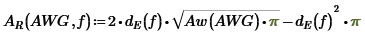 A_R(AWG, f) := 2 · d_E(f) · √(Aw(AWG) · π) − d_E(f)² · π